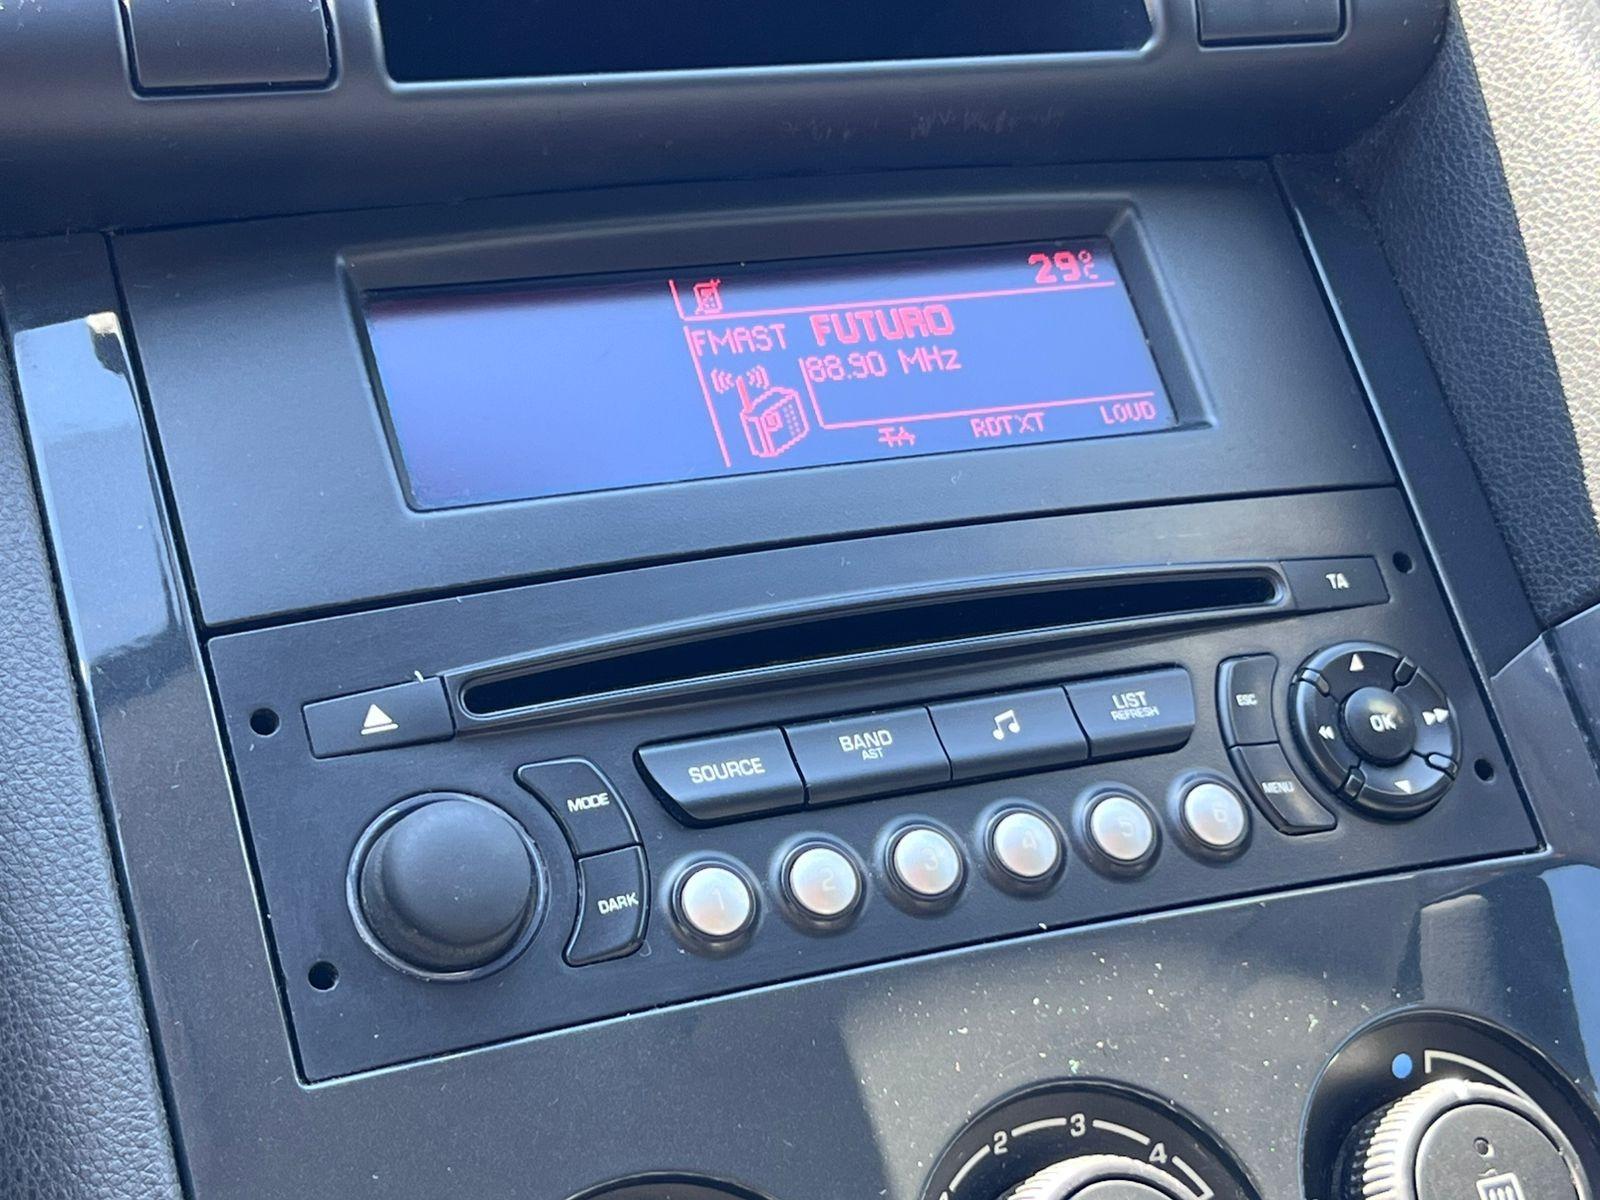 29°C
FMAST FUTURO
88.90 MHz
TA RDTXT LOUD
TA
LIST
REFRESH
BAND
AST
SOURCE
ESC
OK
MENU
MODE
DARK
1 2 3 4 5 6
2 3 4